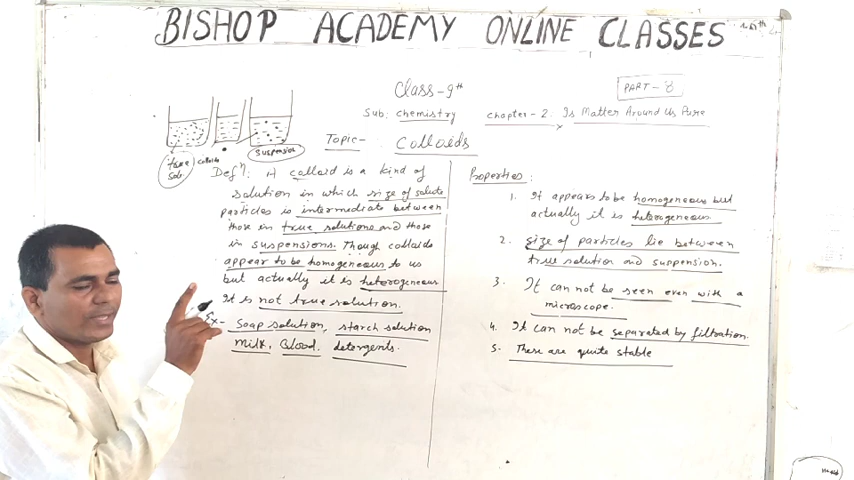 BISHOP ACADEMY ONLINE CLASSES
Class-9th
PART-8
Sub: chemistry
chapter-2: Is Matter Around Us Pure
Topic- Colloids
True Soln.
colloids
suspension
Defn: A colloid is a kind of
solution in which size of solute
particles is intermediate between
those in true solutions and those
in suspensions. Though colloids
appear to be homogeneous to us
but actually it is heterogeneous.
It is not true solution.
Ex- Soap solution, starch solution
milk, Blood, detergents.
Properties:
1. It appears to be homogeneous but
actually it is heterogeneous.
2. Size of particles lie between
true solution and suspension.
3. It can not be seen even with a
microscope.
4. It can not be separated by filtration.
5. These are quite stable